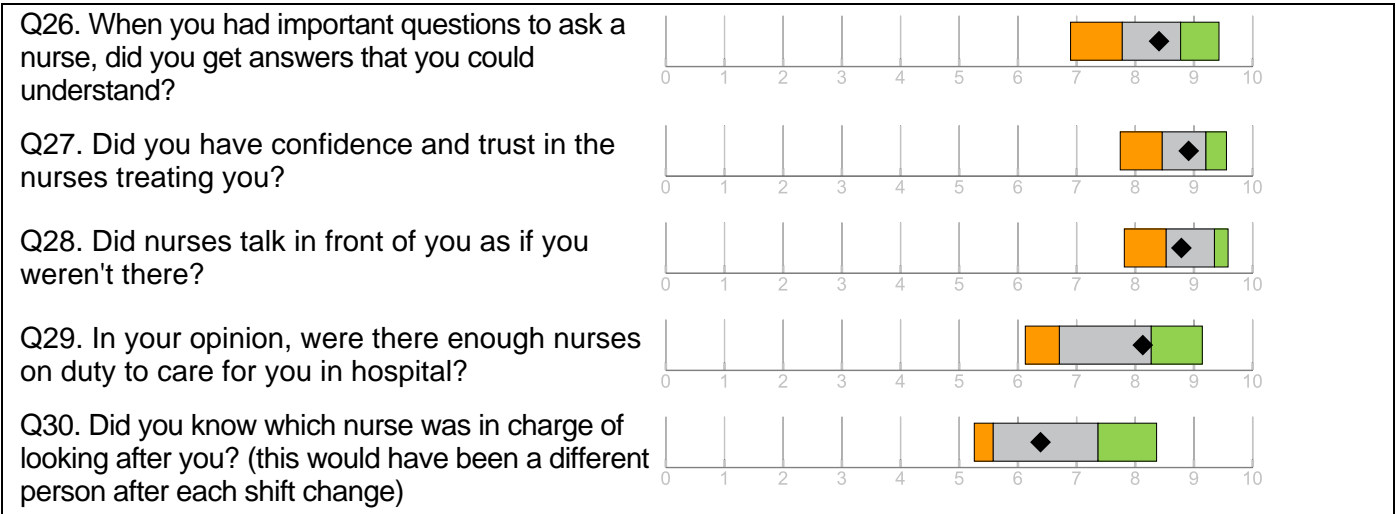 Q26. When you had important questions to ask a
nurse, did you get answers that you could
understand?
0 1 2 3 4 5 6 7 8 9 10
Q27. Did you have confidence and trust in the
nurses treating you?
0 1 2 3 4 5 6 7 8 9 10
Q28. Did nurses talk in front of you as if you
weren't there?
0 1 2 3 4 5 6 7 8 9 10
Q29. In your opinion, were there enough nurses
on duty to care for you in hospital?
0 1 2 3 4 5 6 7 8 9 10
Q30. Did you know which nurse was in charge of
looking after you? (this would have been a different
person after each shift change)
0 1 2 3 4 5 6 7 8 9 10